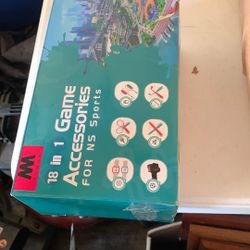 18 in 1
Game
Accessories
FOR NS Sports